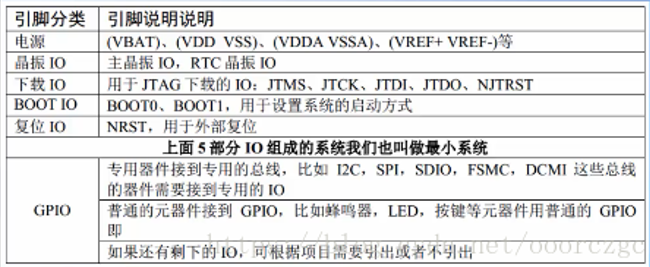 引脚分类 引脚说明说明
电源 (VBAT)、(VDD VSS)、(VDDA VSSA)、(VREF+ VREF-)等
晶振 IO 主晶振 IO，RTC 晶振 IO
下载 IO 用于 JTAG 下载的 IO：JTMS、JTCK、JTDI、JTDO、NJTRST
BOOT IO BOOT0、BOOT1，用于设置系统的启动方式
复位 IO NRST，用于外部复位
上面 5 部分 IO 组成的系统我们也叫做最小系统
GPIO
专用器件接到专用的总线，比如 I2C，SPI，SDIO，FSMC，DCMI 这些总线
的器件需要接到专用的 IO
普通的元器件接到 GPIO，比如蜂鸣器，LED，按键等元器件用普通的 GPIO
即
如果还有剩下的 IO，可根据项目需要引出或者不引出